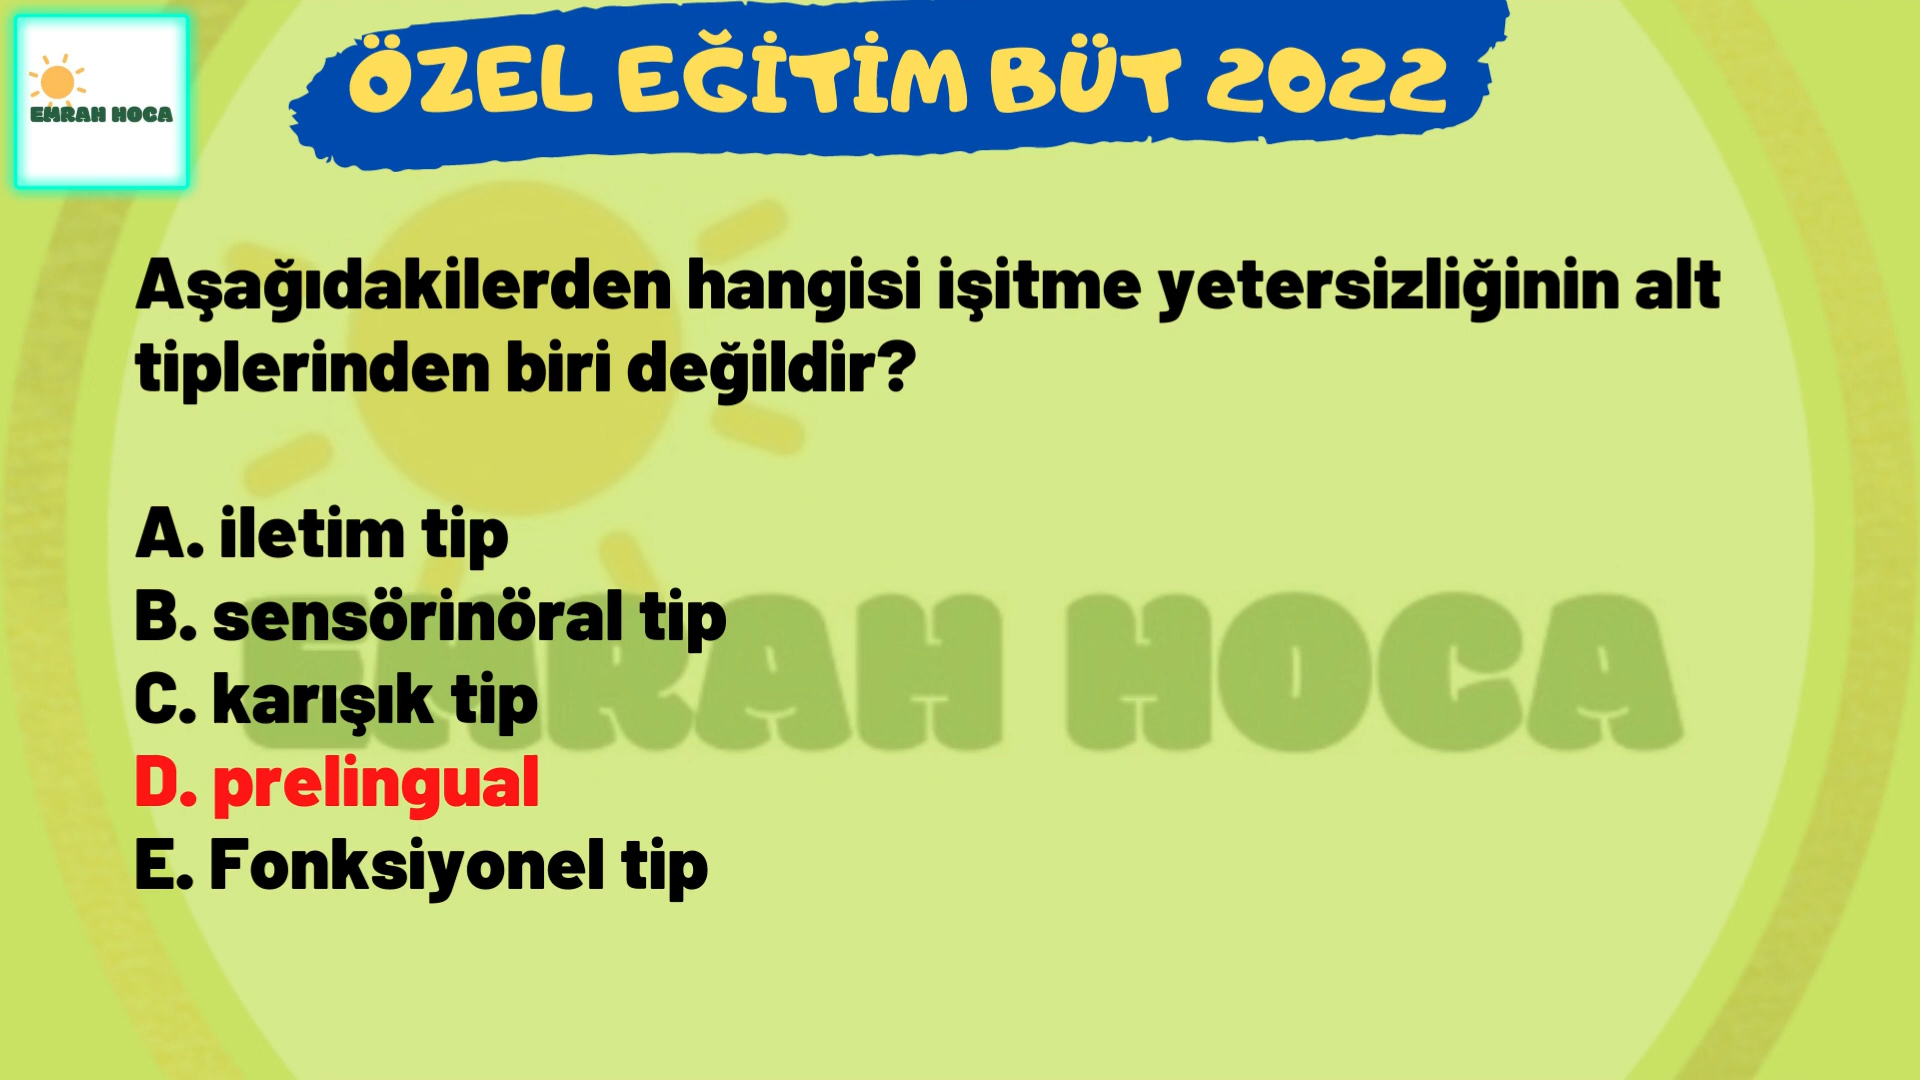 EMRAH HOCA
ÖZEL EĞİTİM BÜT 2022
Aşağıdakilerden hangisi işitme yetersizliğinin alt
tiplerinden biri değildir?
A. iletim tip
B. sensörinöral tip
C. karışık tip
D. prelingual
E. Fonksiyonel tip
EMRAH HOCA